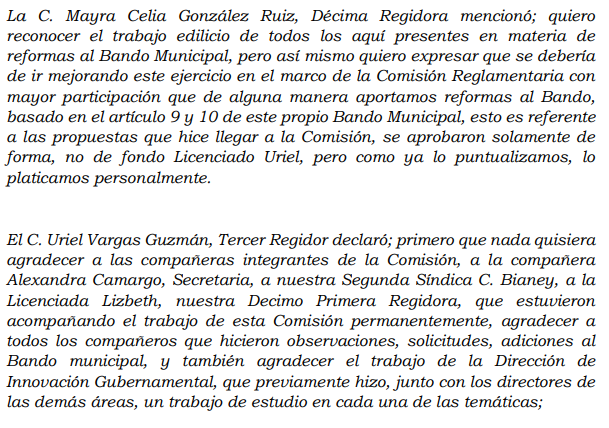 La C. Mayra Celia González Ruiz, Décima Regidora mencionó; quiero
reconocer el trabajo edilicio de todos los aquí presentes en materia de
reformas al Bando Municipal, pero así mismo quiero expresar que se debería
de ir mejorando este ejercicio en el marco de la Comisión Reglamentaria con
mayor participación que de alguna manera aportamos reformas al Bando,
basado en el artículo 9 y 10 de este propio Bando Municipal, esto es referente
a las propuestas que hice llegar a la Comisión, se aprobaron solamente de
forma, no de fondo Licenciado Uriel, pero como ya lo puntualizamos, lo
platicamos personalmente.
El C. Uriel Vargas Guzmán, Tercer Regidor declaró; primero que nada quisiera
agradecer a las compañeras integrantes de la Comisión, a la compañera
Alexandra Camargo, Secretaria, a nuestra Segunda Síndica C. Bianey, a la
Licenciada Lizbeth, nuestra Decimo Primera Regidora, que estuvieron
acompañando el trabajo de esta Comisión permanentemente, agradecer a
todos los compañeros que hicieron observaciones, solicitudes, adiciones al
Bando municipal, y también agradecer el trabajo de la Dirección de
Innovación Gubernamental, que previamente hizo, junto con los directores de
las demás áreas, un trabajo de estudio en cada una de las temáticas;